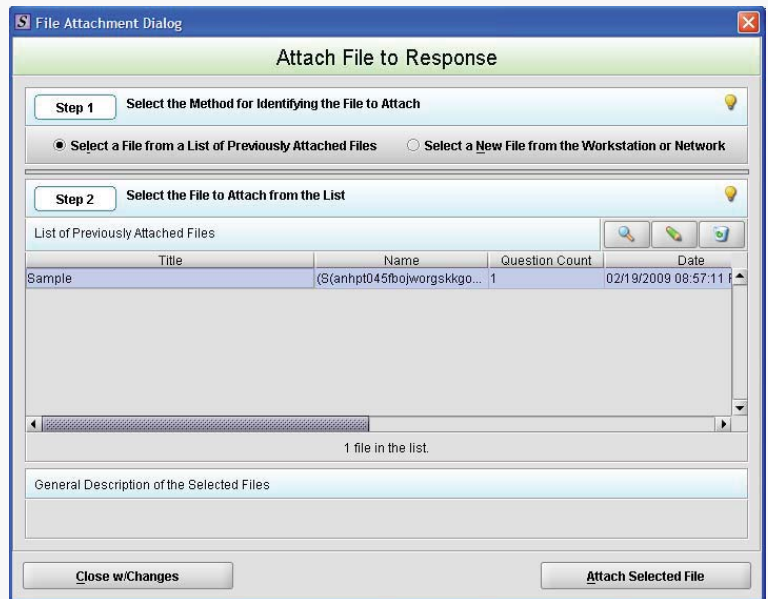 S File Attachment Dialog
Attach File to Response
Step 1 Select the Method for Identifying the File to Attach
Select a File from a List of Previously Attached Files Select a New File from the Workstation or Network
Step 2 Select the File to Attach from the List
List of Previously Attached Files
Title Name Question Count Date
Sample (S(anhpt045fbojworgskkgo... 1 02/19/2009 08:57:11
1 file in the list.
General Description of the Selected Files
Close w/Changes Attach Selected File